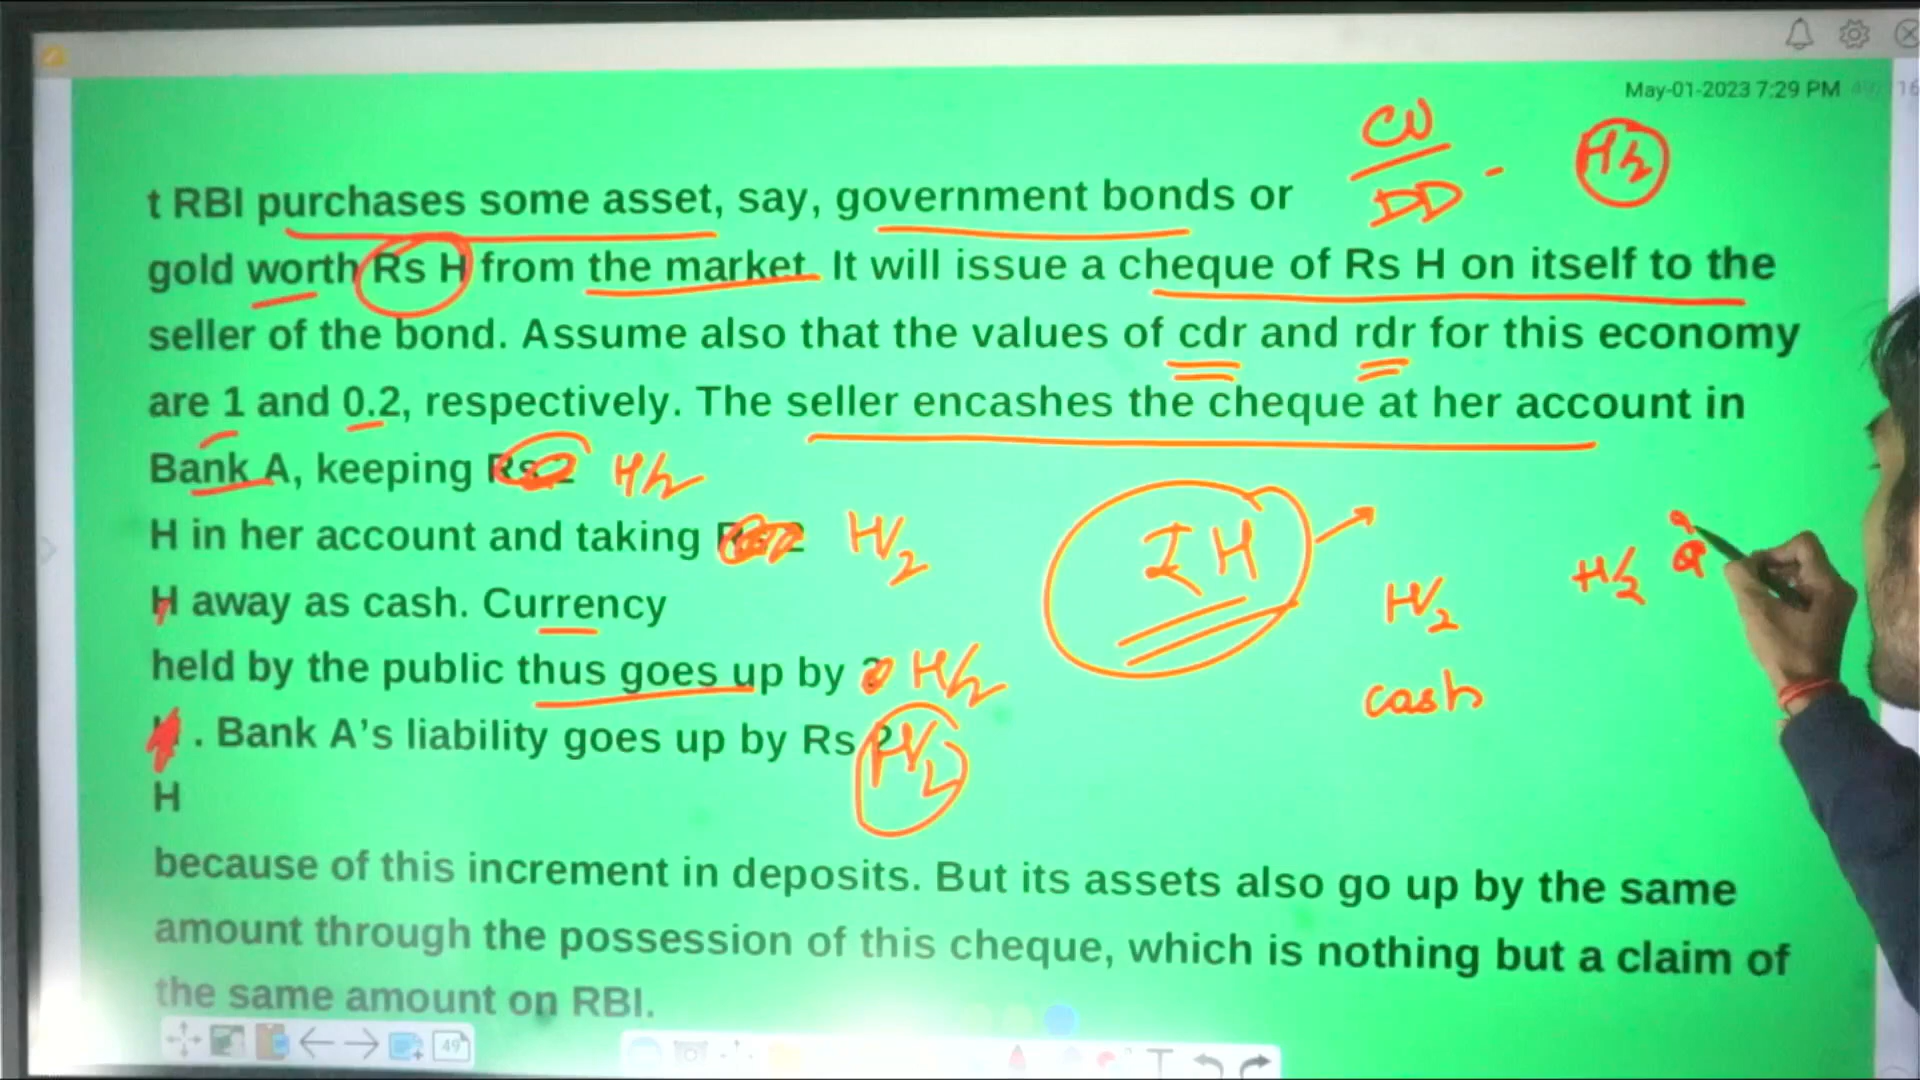 May-01-2023 7:29 PM
CU
DD
H/2
t RBI purchases some asset, say, government bonds or
gold worth Rs H from the market. It will issue a cheque of Rs H on itself to the
seller of the bond. Assume also that the values of cdr and rdr for this economy
are 1 and 0.2, respectively. The seller encashes the cheque at her account in
Bank A, keeping Rs 2 H/2
H in her account and taking H/2
H away as cash. Currency
held by the public thus goes up by 2 H/2
. Bank A's liability goes up by Rs H/2
H
H
H/2
cash
H/2
because of this increment in deposits. But its assets also go up by the same
amount through the possession of this cheque, which is nothing but a claim of
the same amount on RBI.
49